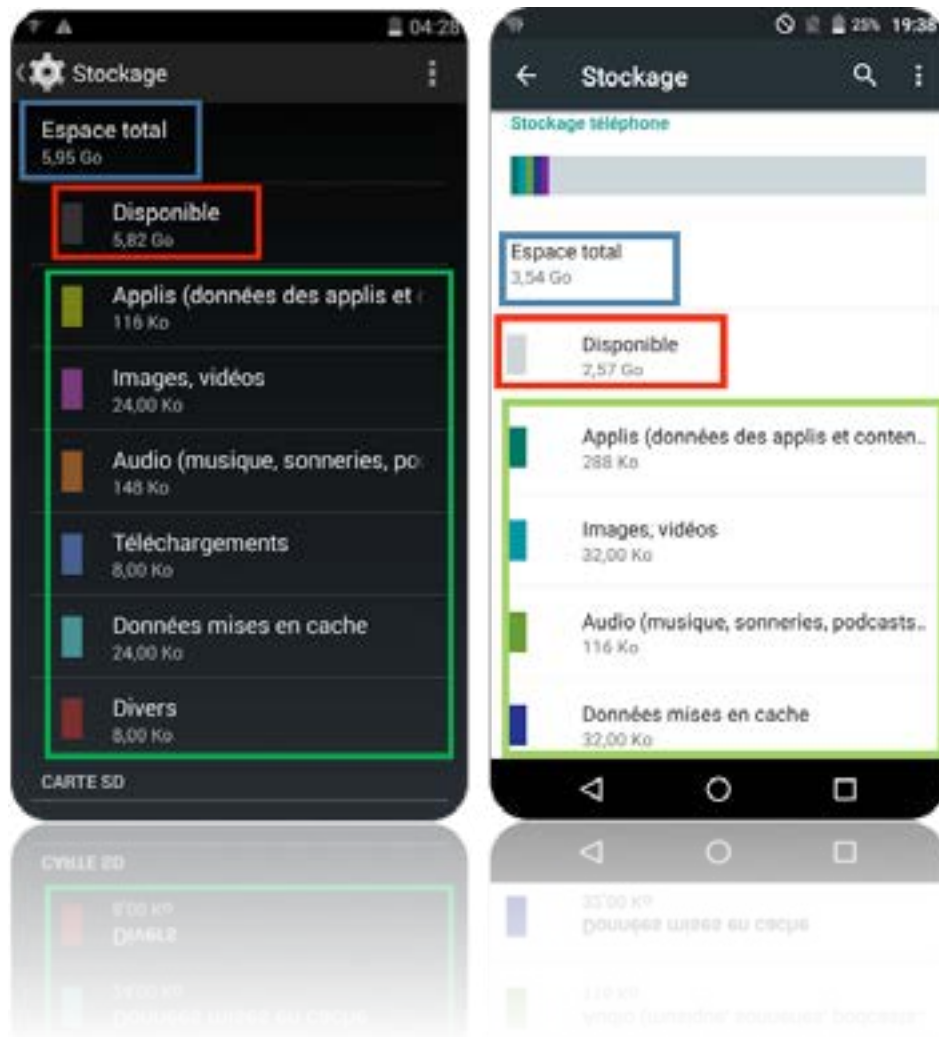 04:28
Stockage
Espace total
5,95 Go
Disponible
5,82 Go
Applis (données des applis et
116 Ko
Images, vidéos
24,00 Ko
Audio (musique, sonneries, po
148 Ko
Téléchargements
8,00 Ko
Données mises en cache
24,00 Ko
Divers
8,00 Ko
CARTE SD
25% 19:38
Stockage
Stockage téléphone
Espace total
3,54 Go
Disponible
2,57 Go
Applis (données des applis et conten..
288 Ko
Images, vidéos
32,00 Ko
Audio (musique, sonneries, podcasts..
116 Ko
Données mises en cache
32,00 Ko